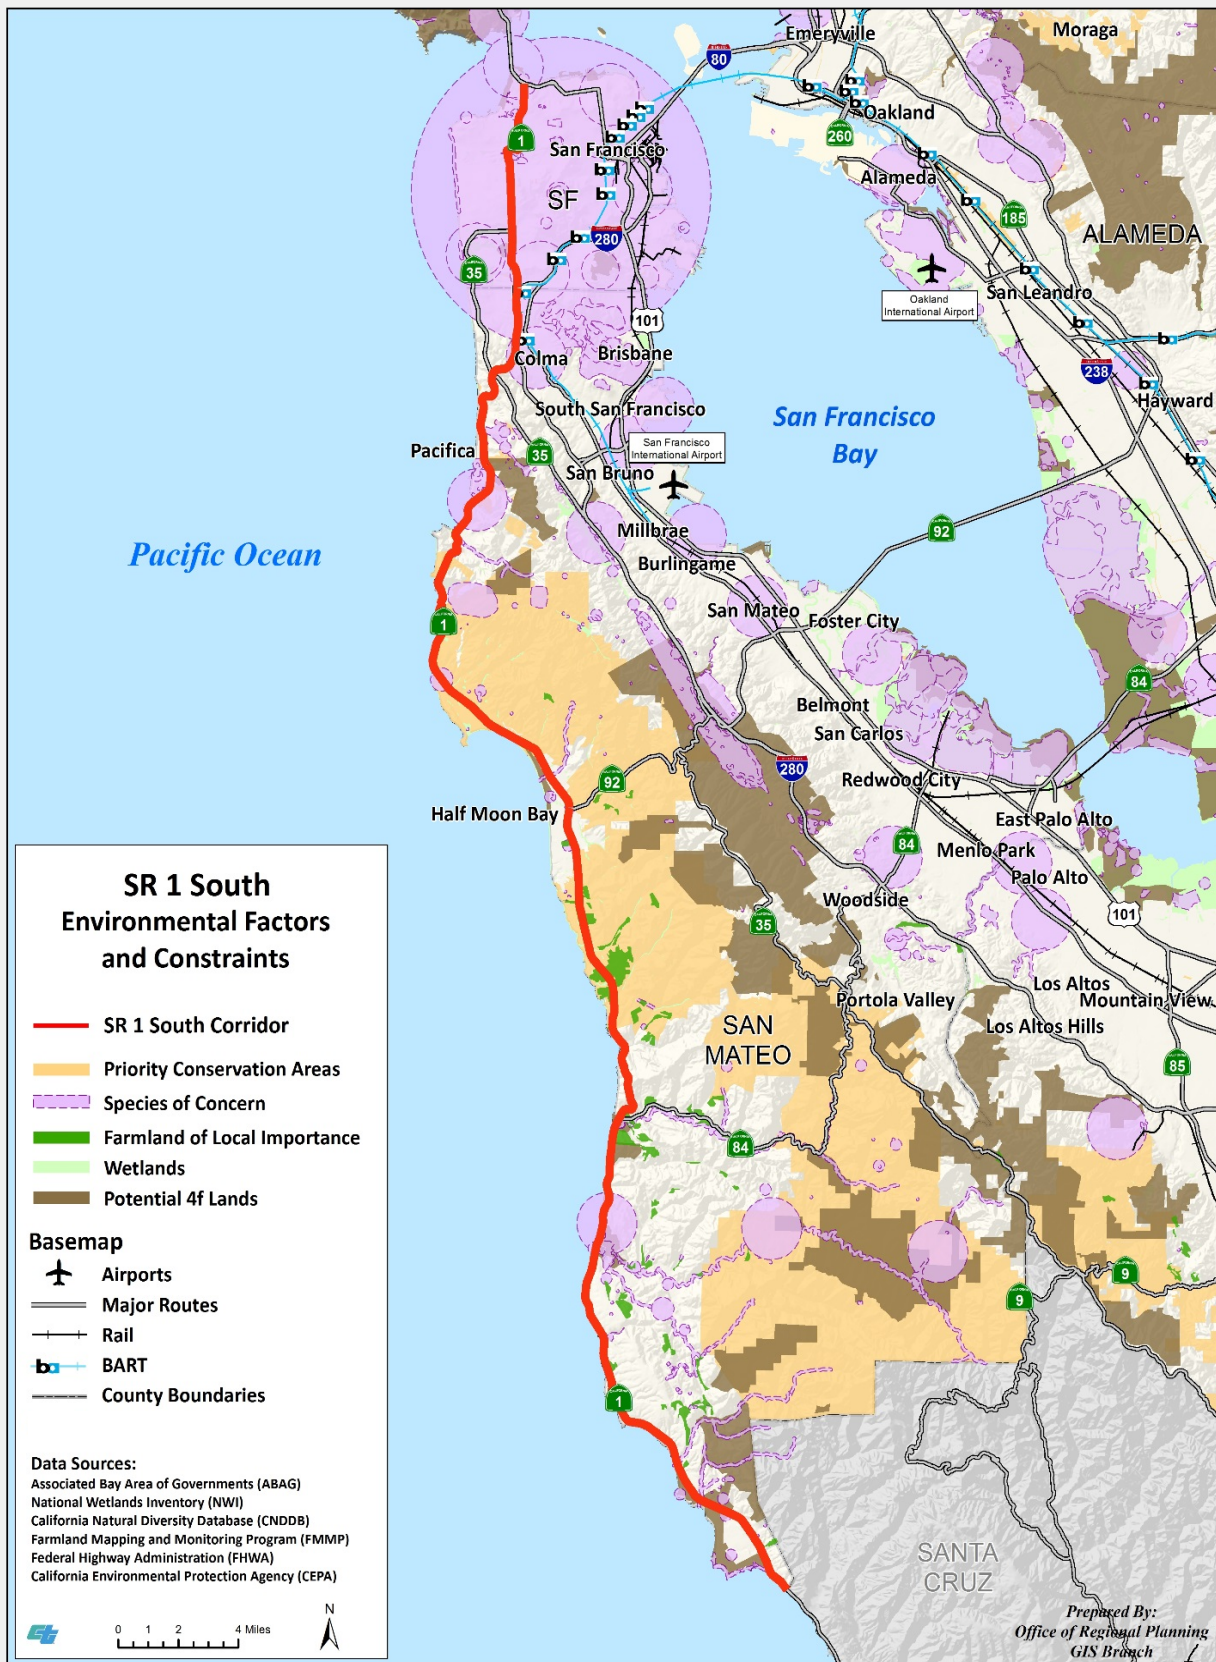 Moraga
Emeryville
80
Oakland
260
1
San Francisco
Alameda
SF
185
280
ALAMEDA
35
Oakland
International Airport
San Leandro
101
Colma
Brisbane
238
Hayward
South San Francisco
San Francisco
Bay
Pacifica
35
San Francisco
International Airport
San Bruno
Millbrae
92
Pacific Ocean
Burlingame
San Mateo
Foster City
1
84
Belmont
San Carlos
280
Redwood City
92
Half Moon Bay
East Palo Alto
84
Menlo Park
Palo Alto
Woodside
101
35
Los Altos
Portola Valley
Mountain View
SAN
MATEO
Los Altos Hills
85
84
9
9
1
SANTA
CRUZ
SR 1 South
Environmental Factors
and Constraints
SR 1 South Corridor
Priority Conservation Areas
Species of Concern
Farmland of Local Importance
Wetlands
Potential 4f Lands
Basemap
Airports
Major Routes
Rail
ba BART
County Boundaries
Data Sources:
Associated Bay Area of Governments (ABAG)
National Wetlands Inventory (NWI)
California Natural Diversity Database (CNDDB)
Farmland Mapping and Monitoring Program (FMMP)
Federal Highway Administration (FHWA)
California Environmental Protection Agency (CEPA)
N
0 1 2 4 Miles
Prepared By:
Office of Regional Planning
GIS Branch